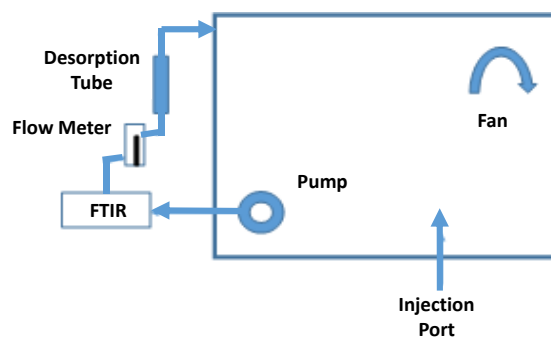 Desorption
Tube
Flow Meter
FTIR
Pump
Fan
Injection
Port